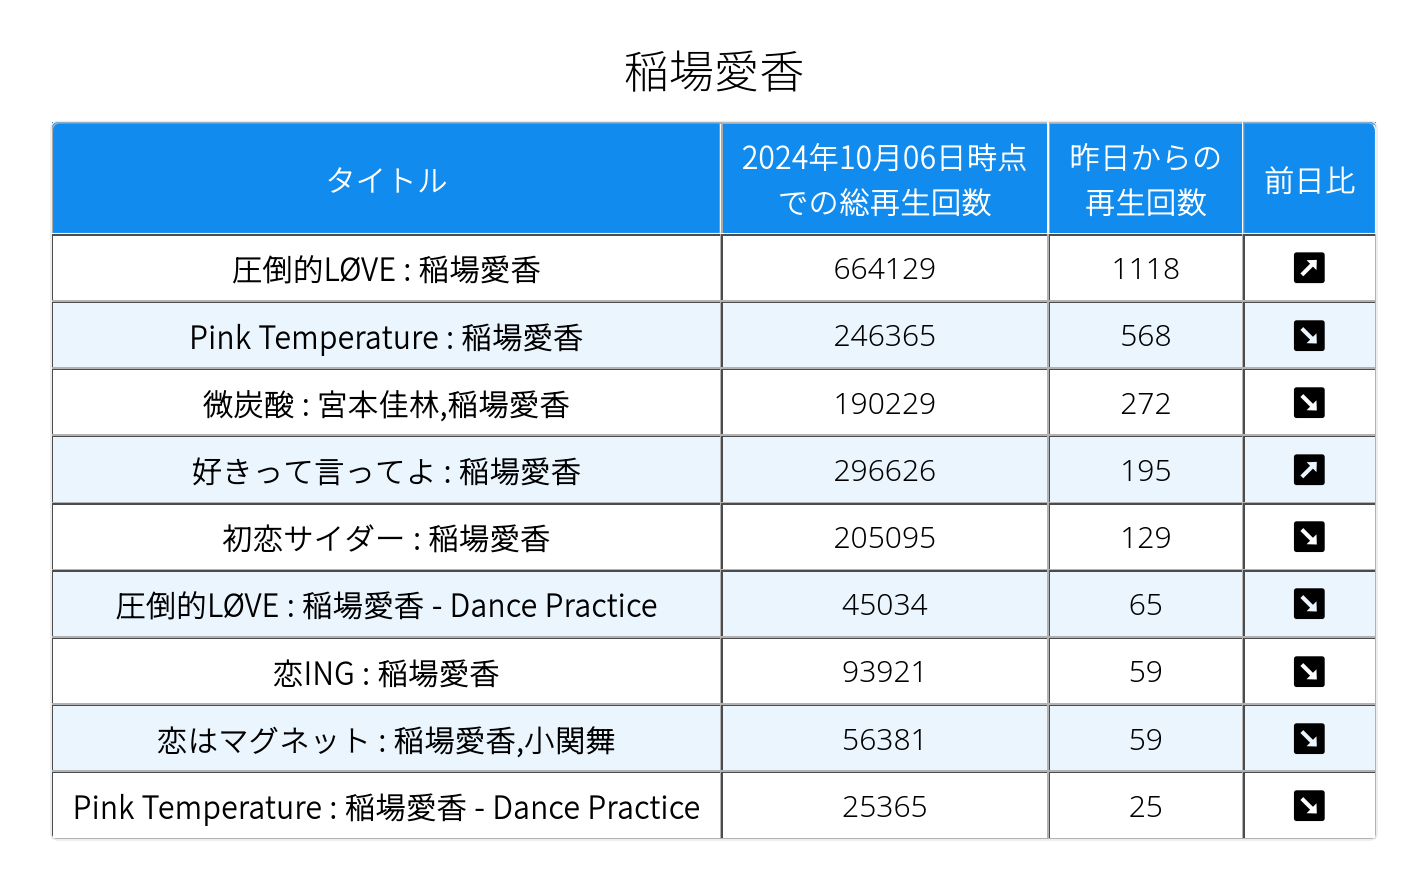 稲場愛香
タイトル
2024年10月06日時点
での総再生回数
昨日からの
再生回数
前日比
圧倒的LØVE : 稲場愛香 664129 1118
Pink Temperature : 稲場愛香 246365 568
微炭酸 : 宮本佳林,稲場愛香 190229 272
好きって言ってよ : 稲場愛香 296626 195
初恋サイダー : 稲場愛香 205095 129
圧倒的LØVE : 稲場愛香 - Dance Practice 45034 65
恋ING : 稲場愛香 93921 59
恋はマグネット : 稲場愛香,小関舞 56381 59
Pink Temperature : 稲場愛香 - Dance Practice 25365 25